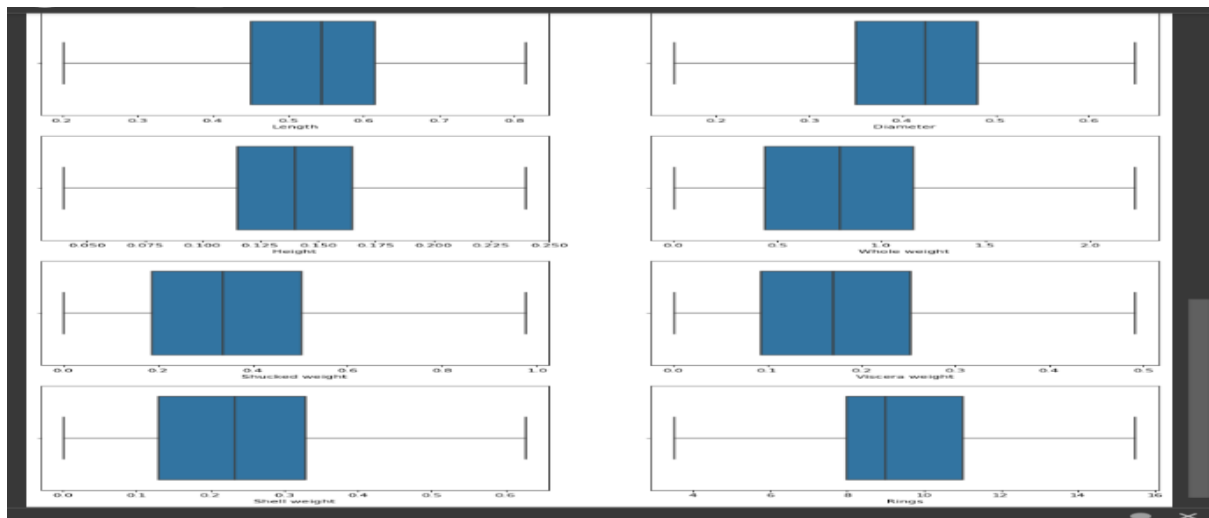 0.2 0.3 0.4 0.5 0.6 0.7 0.8
Length
0.2 0.3 0.4 0.5 0.6
Diameter
0.050 0.075 0.100 0.125 0.150 0.175 0.200 0.225 0.250
Height
0.0 0.5 1.0 1.5 2.0
Whole weight
0.0 0.2 0.4 0.6 0.8 1.0
Shucked weight
0.0 0.1 0.2 0.3 0.4 0.5
Viscera weight
0.0 0.1 0.2 0.3 0.4 0.5 0.6
Shell weight
4 6 8 10 12 14 16
Rings